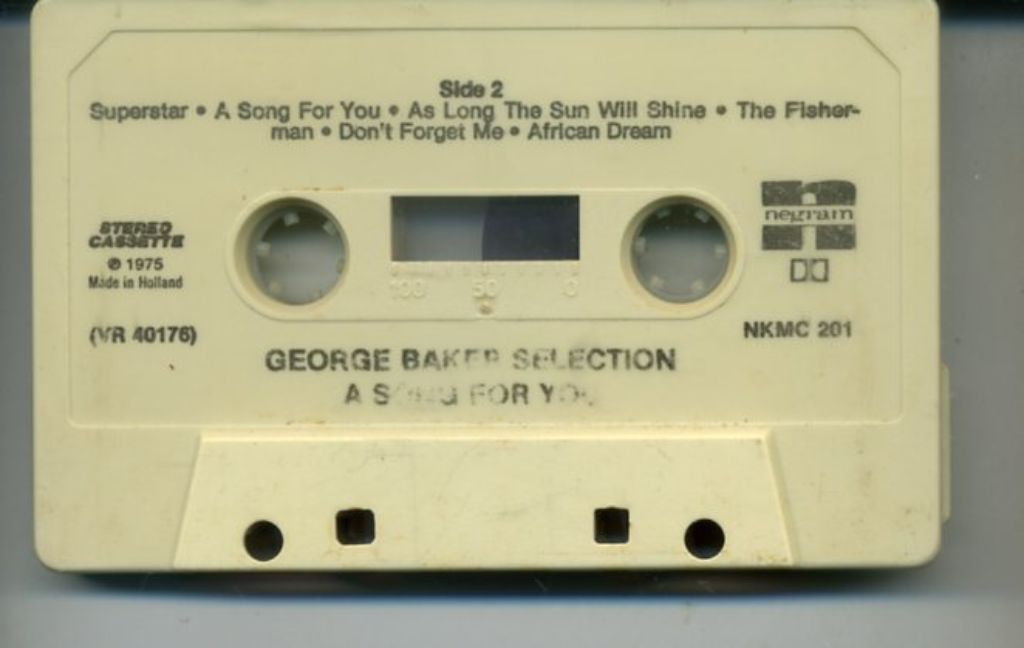 Side 2
Superstar • A Song For You • As Long The Sun Will Shine • The Fisher-
man • Don't Forget Me • African Dream
STEREO
CASSETTE
℗ 1975
Made in Holland
(VR 40176)
negram
NKMC 201
100 50 0
GEORGE BAKER SELECTION
A SONG FOR YOU